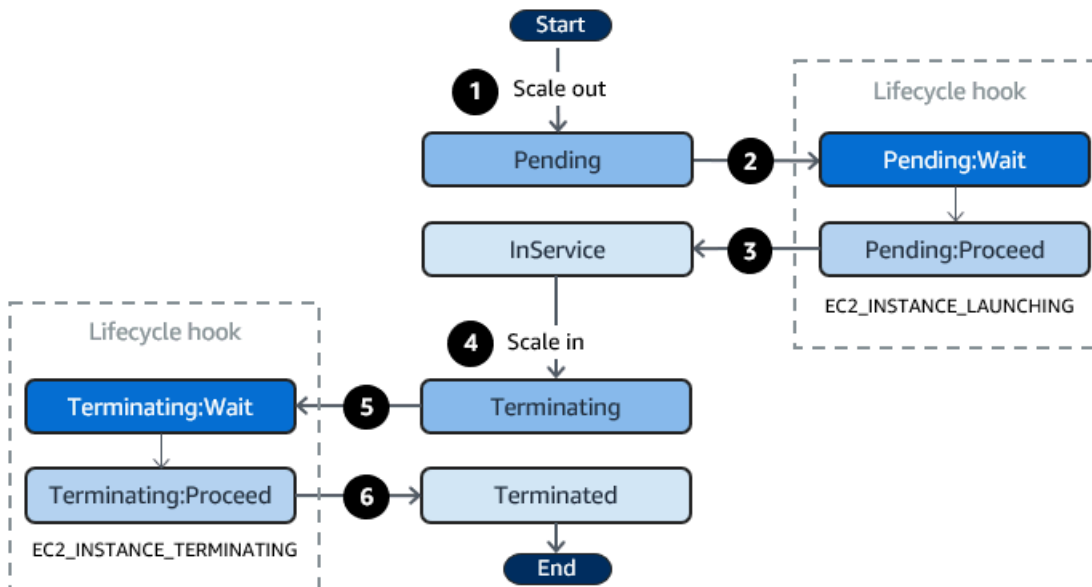 Start
1 Scale out
Lifecycle hook
Pending
2
Pending:Wait
InService
3
Pending:Proceed
EC2_INSTANCE_LAUNCHING
4 Scale in
Lifecycle hook
Terminating:Wait
5
Terminating
Terminating:Proceed
6
Terminated
EC2_INSTANCE_TERMINATING
End